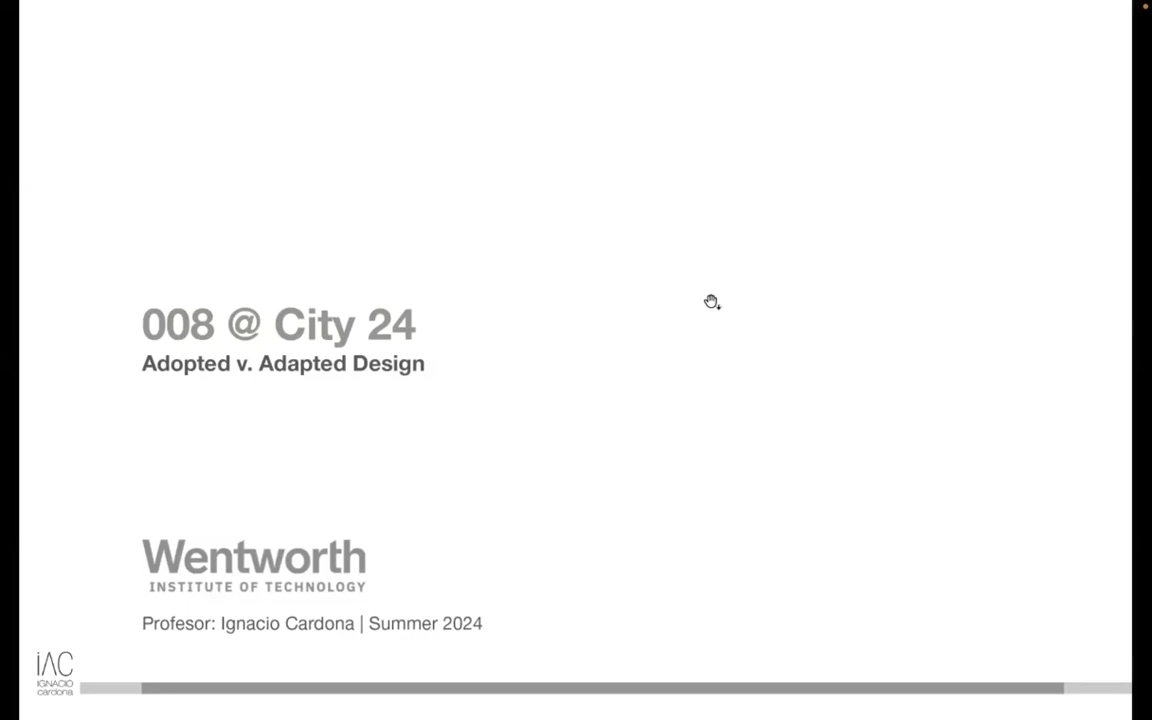 008 @ City 24
Adopted v. Adapted Design
Wentworth
INSTITUTE OF TECHNOLOGY
Profesor: Ignacio Cardona | Summer 2024
iAC
IGNACIO
cardona